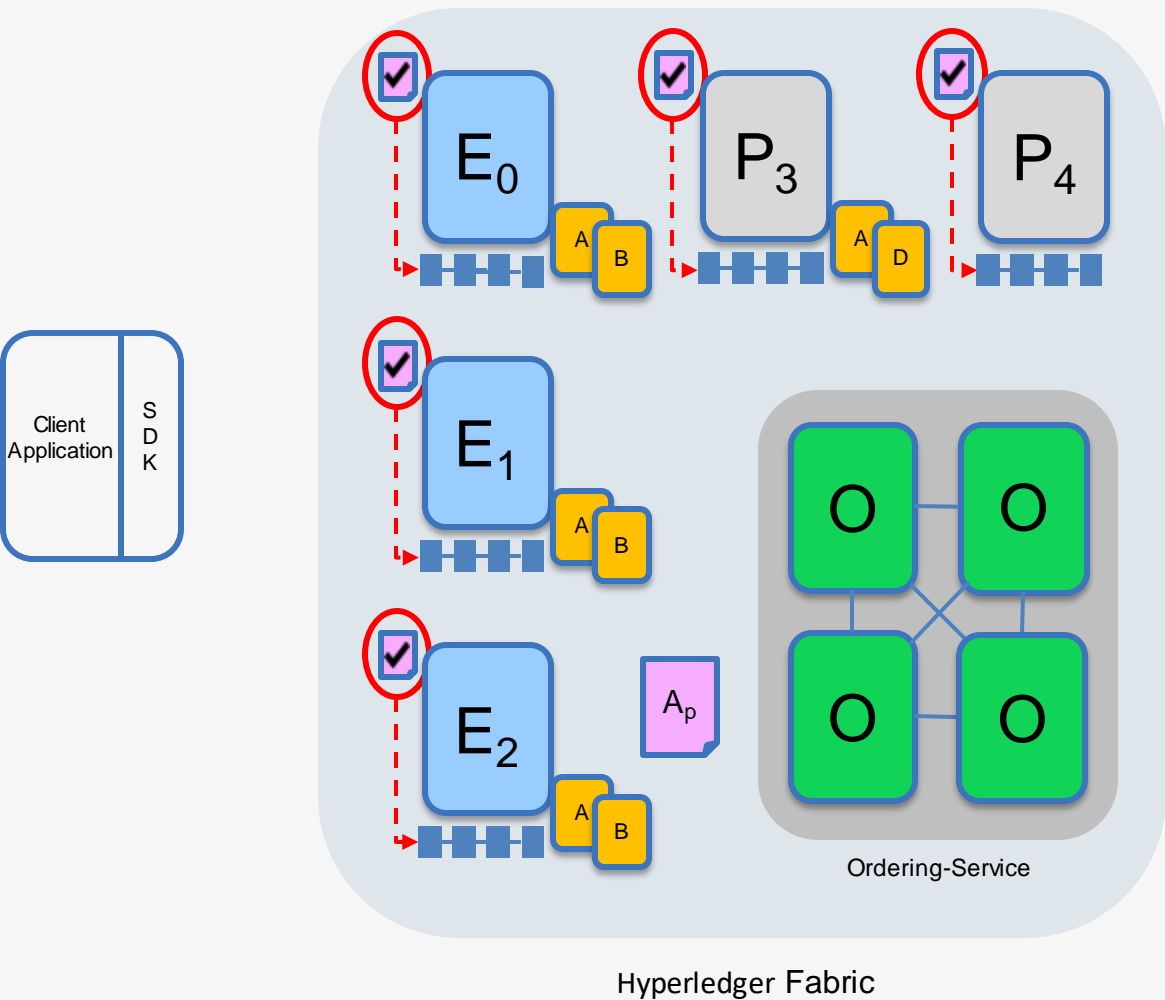 E0
A
B
P3
A
D
P4
Client
Application
S
D
K
E1
A
B
O
O
E2
A
B
Ap
O
O
Ordering-Service
Hyperledger Fabric